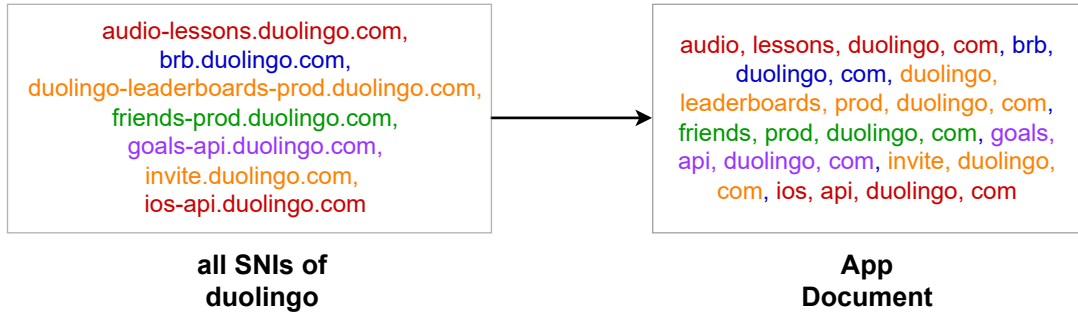 audio-lessons.duolingo.com,
brb.duolingo.com,
duolingo-leaderboards-prod.duolingo.com,
friends-prod.duolingo.com,
goals-api.duolingo.com,
invite.duolingo.com,
ios-api.duolingo.com
all SNIs of
duolingo
audio, lessons, duolingo, com, brb,
duolingo, com, duolingo,
leaderboards, prod, duolingo, com,
friends, prod, duolingo, com, goals,
api, duolingo, com, invite, duolingo,
com, ios, api, duolingo, com
App
Document